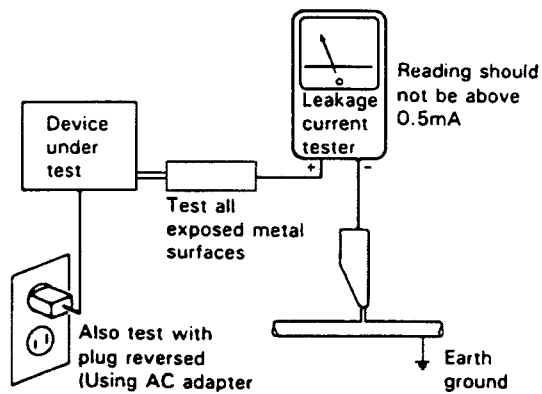 Reading should
not be above
0.5mA
Leakage
current
tester
+ -
Device
under
test
Test all
exposed metal
surfaces
Also test with
plug reversed
(Using AC adapter
Earth
ground